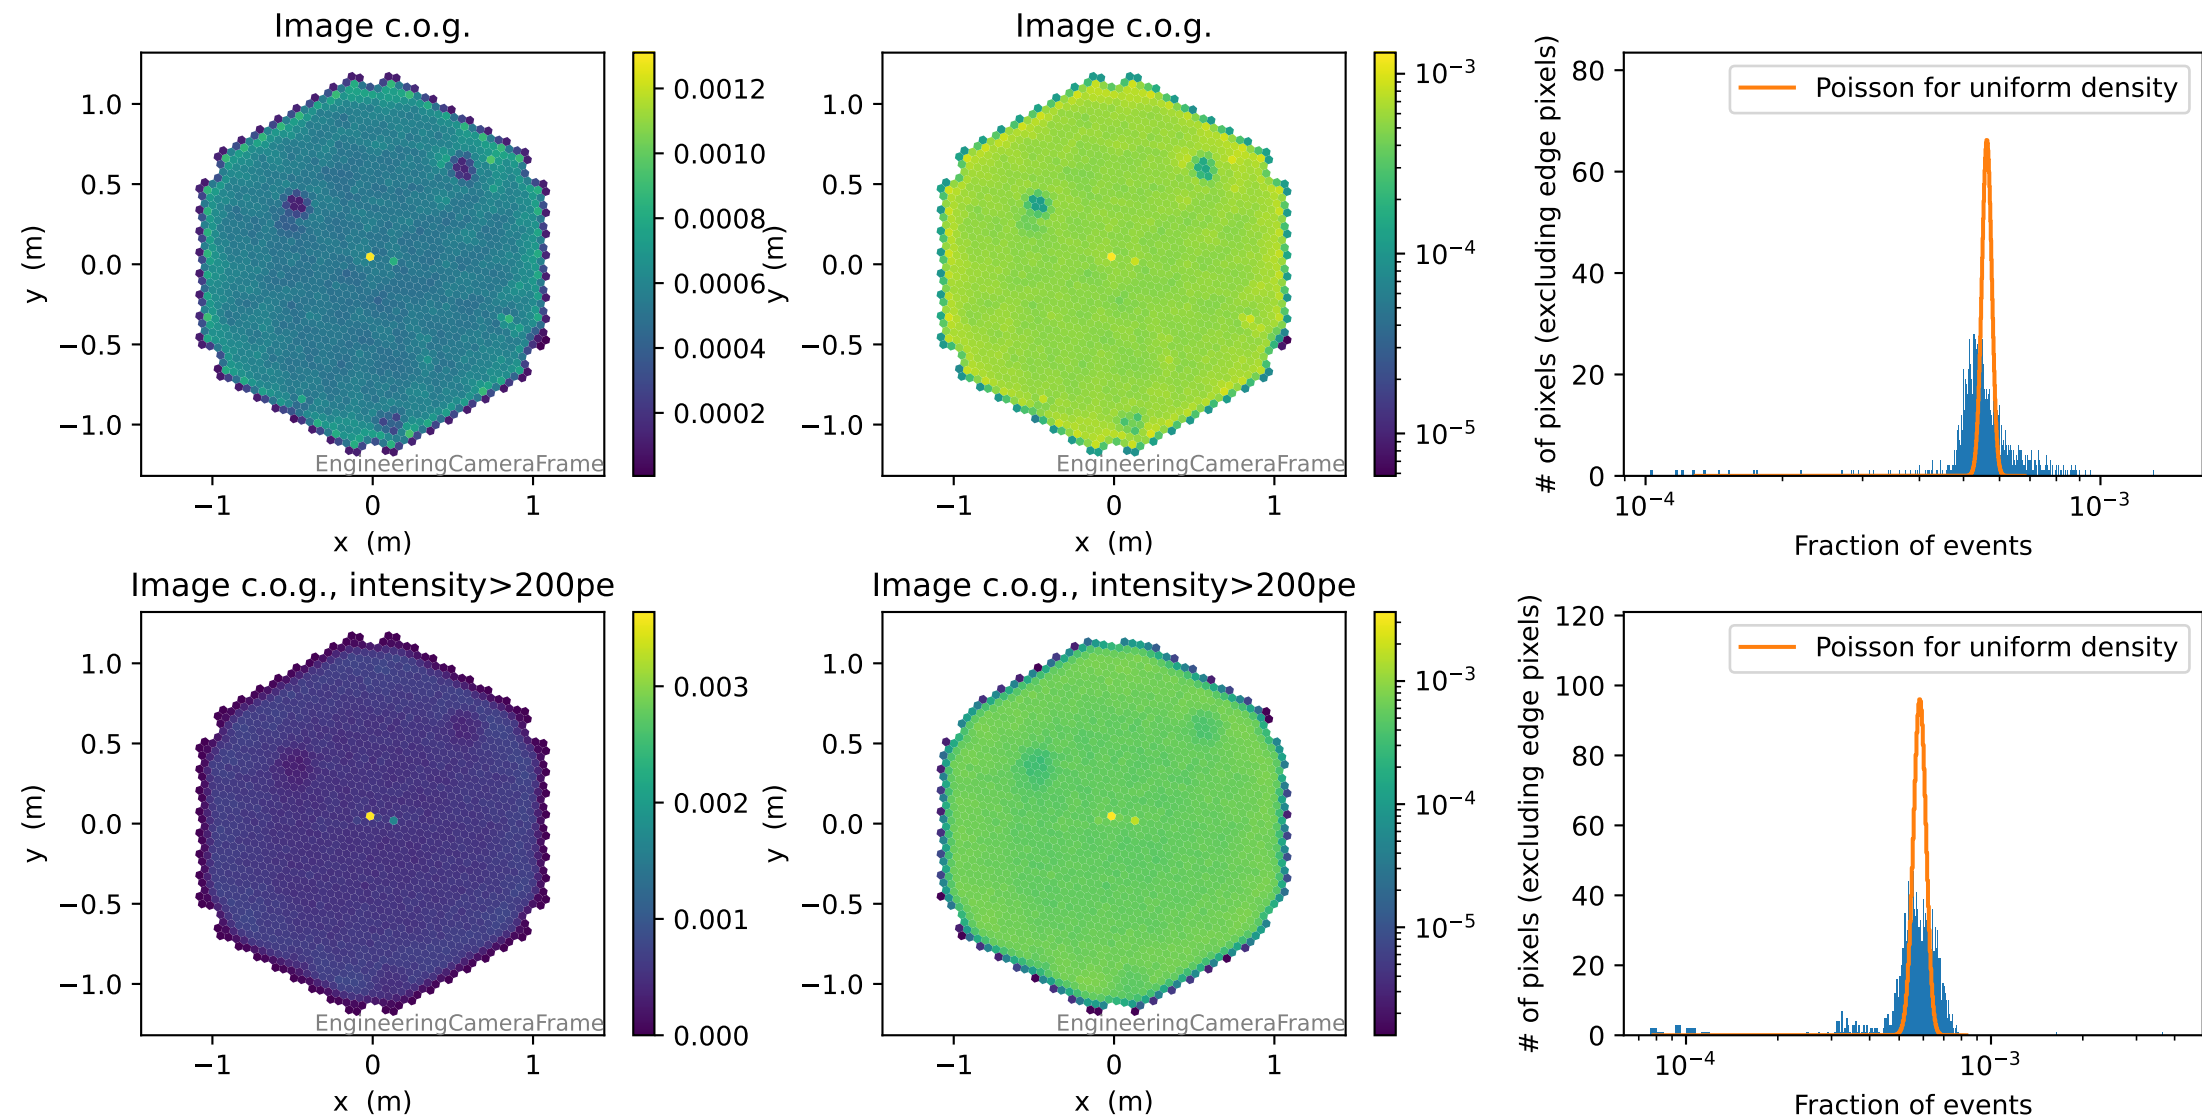 Image c.o.g.
1.0
0.5
0.0
−0.5
−1.0
y (m)
−1
0
1
x (m)
EngineeringCameraFrame
0.0012
0.0010
0.0008
0.0006
0.0004
0.0002
Image c.o.g.
1.0
0.5
0.0
−0.5
−1.0
y (m)
−1
0
1
x (m)
EngineeringCameraFrame
10⁻³
10⁻⁴
10⁻⁵
Poisson for uniform density
80
60
40
20
0
# of pixels (excluding edge pixels)
10⁻⁴
10⁻³
Fraction of events
Image c.o.g., intensity>200pe
1.0
0.5
0.0
−0.5
−1.0
y (m)
−1
0
1
x (m)
EngineeringCameraFrame
0.003
0.002
0.001
0.000
Image c.o.g., intensity>200pe
1.0
0.5
0.0
−0.5
−1.0
y (m)
−1
0
1
x (m)
EngineeringCameraFrame
10⁻³
10⁻⁴
10⁻⁵
Poisson for uniform density
120
100
80
60
40
20
0
# of pixels (excluding edge pixels)
10⁻⁴
10⁻³
Fraction of events